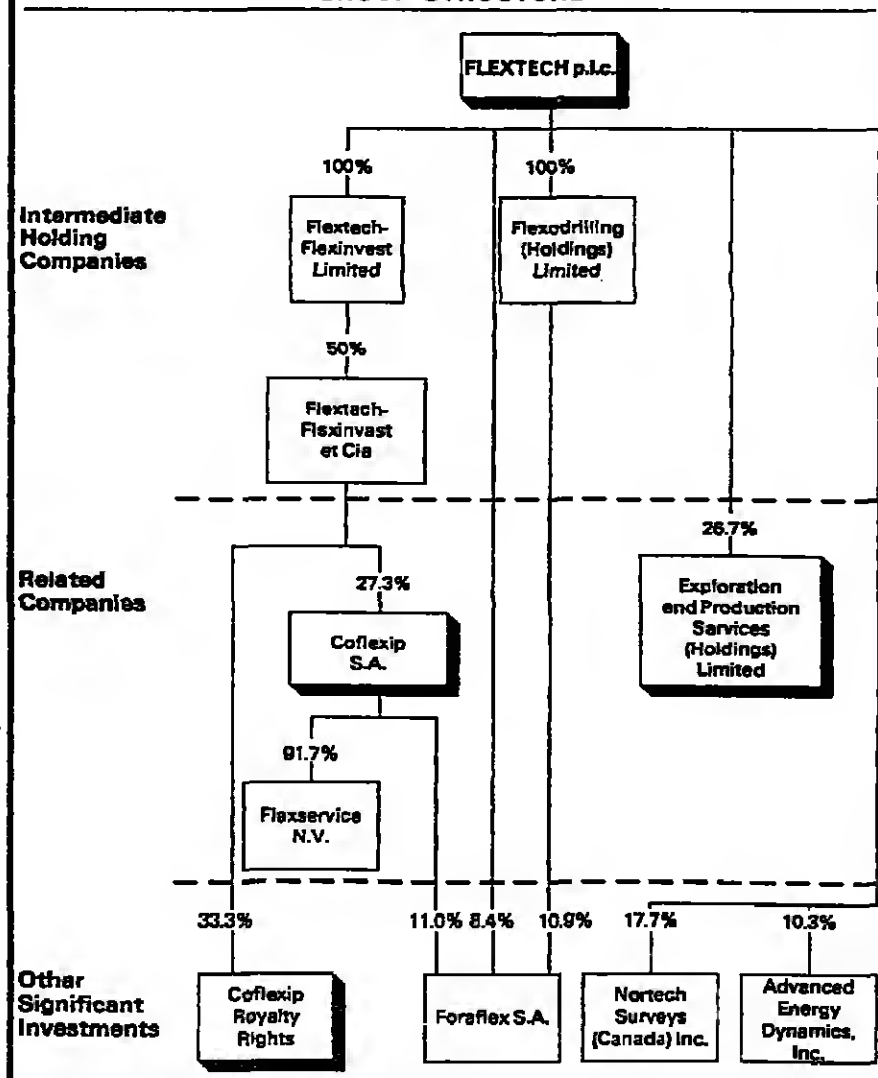 GROUP STRUCTURE
FLEXTECH p.l.c.
100%
100%
Intermediate
Holding
Companies
Flextech-
Flexinvest
Limited
Flexodrilling
(Holdings)
Limited
50%
Flextech-
Flexinvest
et Cie
Related
Companies
27.3%
26.7%
Coflexip
S.A.
Exploration
and Production
Services
(Holdings)
Limited
91.7%
Flexservice
N.V.
33.3%
11.0%
8.4%
10.9%
17.7%
10.3%
Other
Significant
Investments
Coflexip
Royalty
Rights
Foraflex S.A.
Nortech
Surveys
(Canada) Inc.
Advanced
Energy
Dynamics,
Inc.